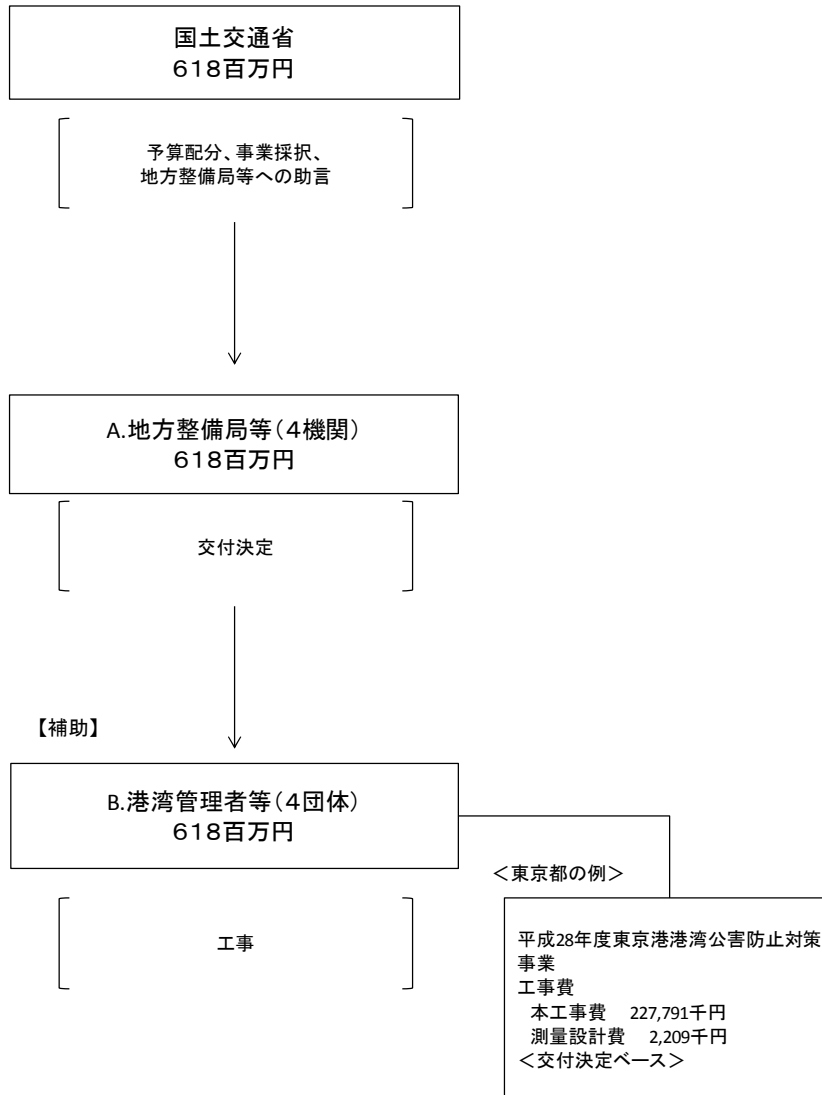 国土交通省
618百万円
予算配分、事業採択、
地方整備局等への助言
A.地方整備局等(4機関)
618百万円
交付決定
【補助】
B.港湾管理者等(4団体)
618百万円
工事
＜東京都の例＞
平成28年度東京港港湾公害防止対策
事業
工事費
本工事費　227,791千円
測量設計費　2,209千円
＜交付決定ベース＞